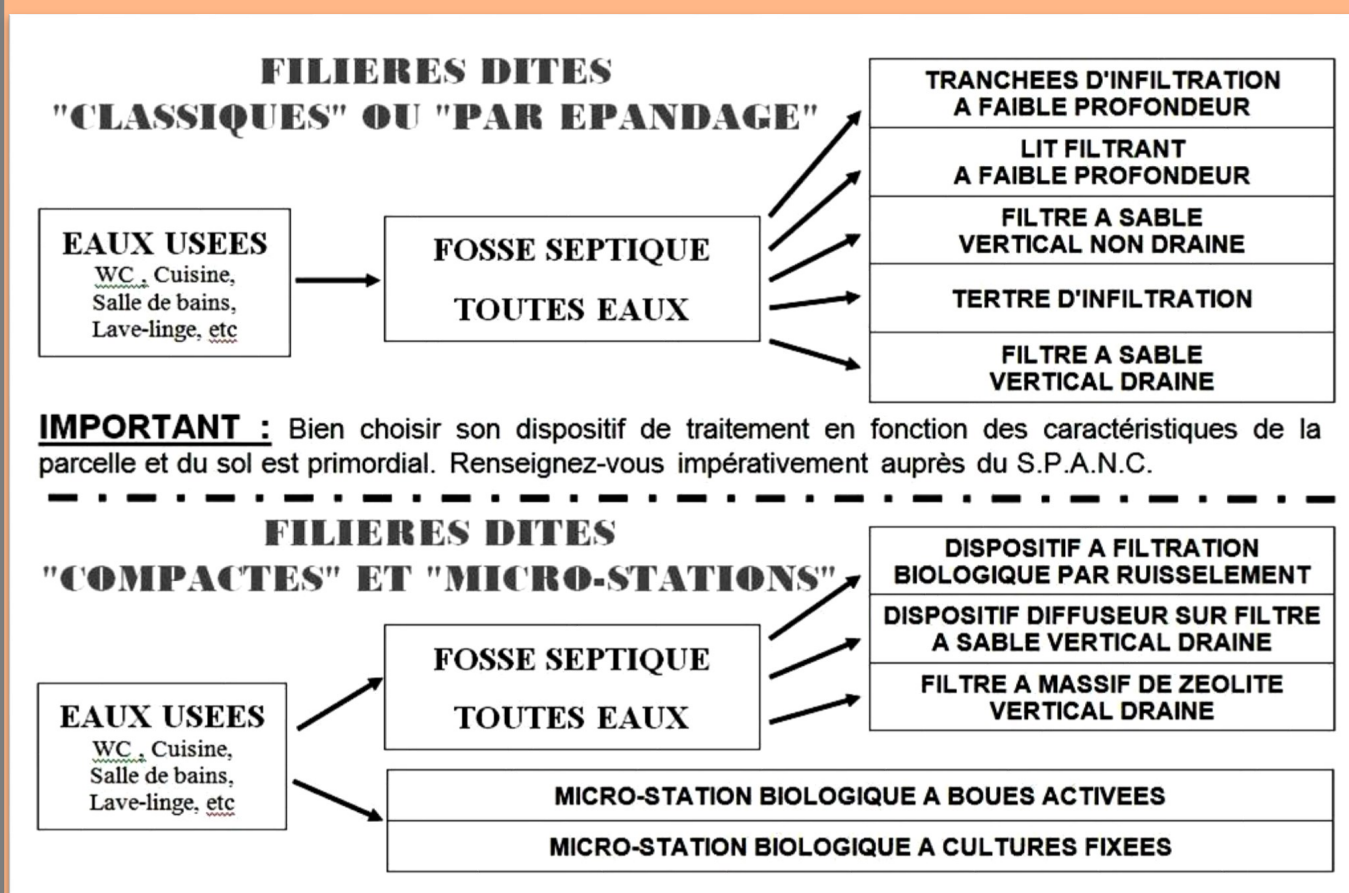 FILIERES DITES
"CLASSIQUES" OU "PAR EPANDAGE"
EAUX USEES
WC , Cuisine,
Salle de bains,
Lave-linge, etc
FOSSE SEPTIQUE
TOUTES EAUX
TRANCHEES D'INFILTRATION
A FAIBLE PROFONDEUR
LIT FILTRANT
A FAIBLE PROFONDEUR
FILTRE A SABLE
VERTICAL NON DRAINE
TERTRE D'INFILTRATION
FILTRE A SABLE
VERTICAL DRAINE
IMPORTANT : Bien choisir son dispositif de traitement en fonction des caractéristiques de la
parcelle et du sol est primordial. Renseignez-vous impérativement auprès du S.P.A.N.C.
FILIERES DITES
"COMPACTES" ET "MICRO-STATIONS"
EAUX USEES
WC , Cuisine,
Salle de bains,
Lave-linge, etc
FOSSE SEPTIQUE
TOUTES EAUX
DISPOSITIF A FILTRATION
BIOLOGIQUE PAR RUISSELEMENT
DISPOSITIF DIFFUSEUR SUR FILTRE
A SABLE VERTICAL DRAINE
FILTRE A MASSIF DE ZEOLITE
VERTICAL DRAINE
MICRO-STATION BIOLOGIQUE A BOUES ACTIVEES
MICRO-STATION BIOLOGIQUE A CULTURES FIXEES